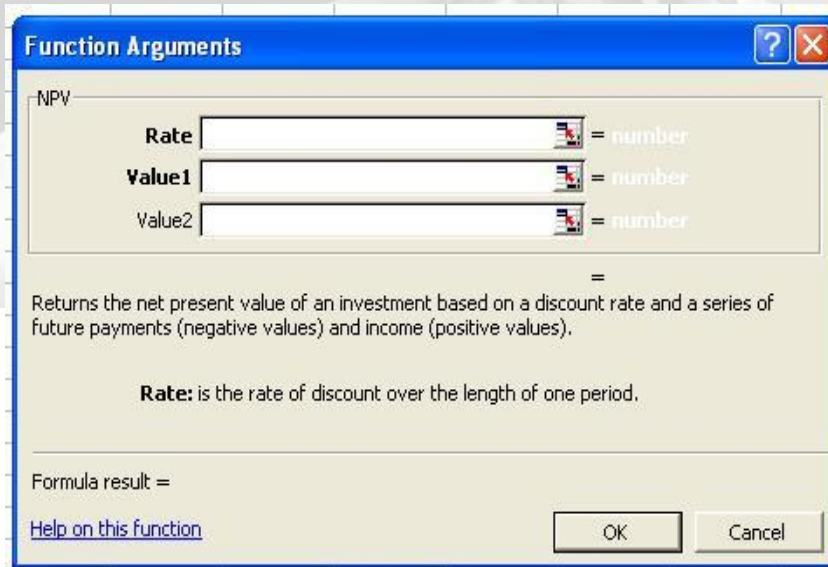 Function Arguments
NPV
Rate = number
Value1 = number
Value2 = number
=
Returns the net present value of an investment based on a discount rate and a series of
future payments (negative values) and income (positive values).
Rate: is the rate of discount over the length of one period.
Formula result =
Help on this function
OK Cancel